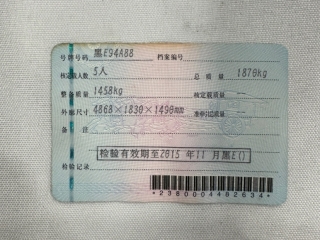 号牌号码 黑E94A88 档案编号
核定载人数 5人 总质量 1870kg
整备质量 1458kg 核定载质量 --
外廓尺寸 4868×1830×1490mm 准牵引总质量 --
备注
检验有效期至2015年11月黑E()
检验记录
*2380004492634*